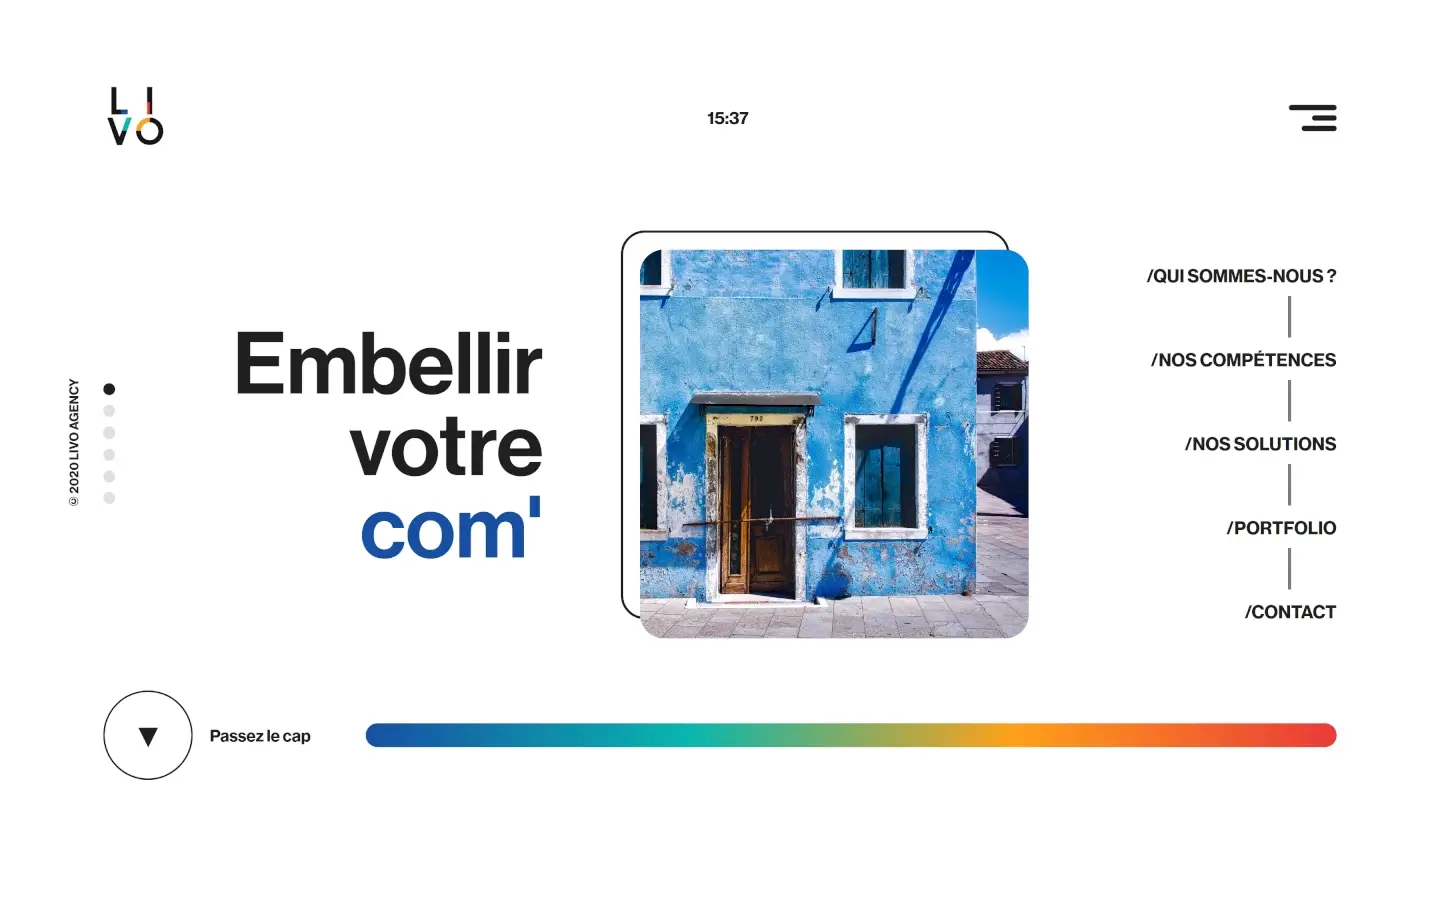 LI
VO
15:37
Embellir
votre
com'
792
/QUI SOMMES-NOUS ?
/NOS COMPÉTENCES
/NOS SOLUTIONS
/PORTFOLIO
/CONTACT
© 2020 LIVO AGENCY
Passez le cap